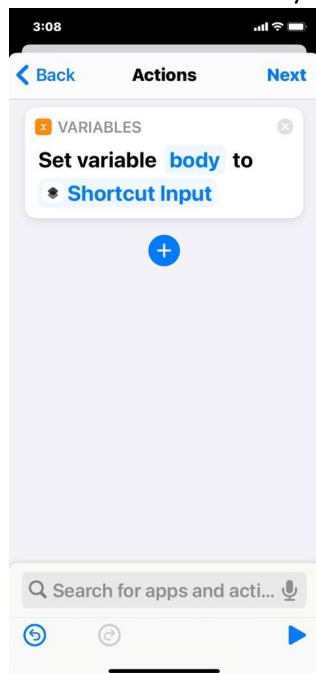 3:08
Back Actions Next
x VARIABLES
Set variable body to
Shortcut Input
Search for apps and acti...